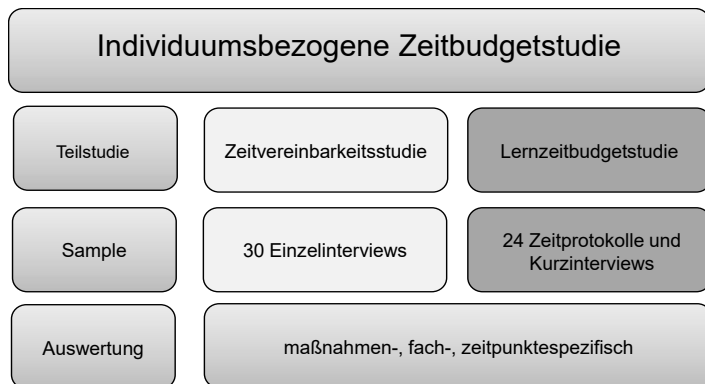 Individuumsbezogene Zeitbudgetstudie
Teilstudie
Zeitvereinbarkeitsstudie
Lernzeitbudgetstudie
Sample
30 Einzelinterviews
24 Zeitprotokolle und
Kurzinterviews
Auswertung
maßnahmen-, fach-, zeitpunktespezifisch